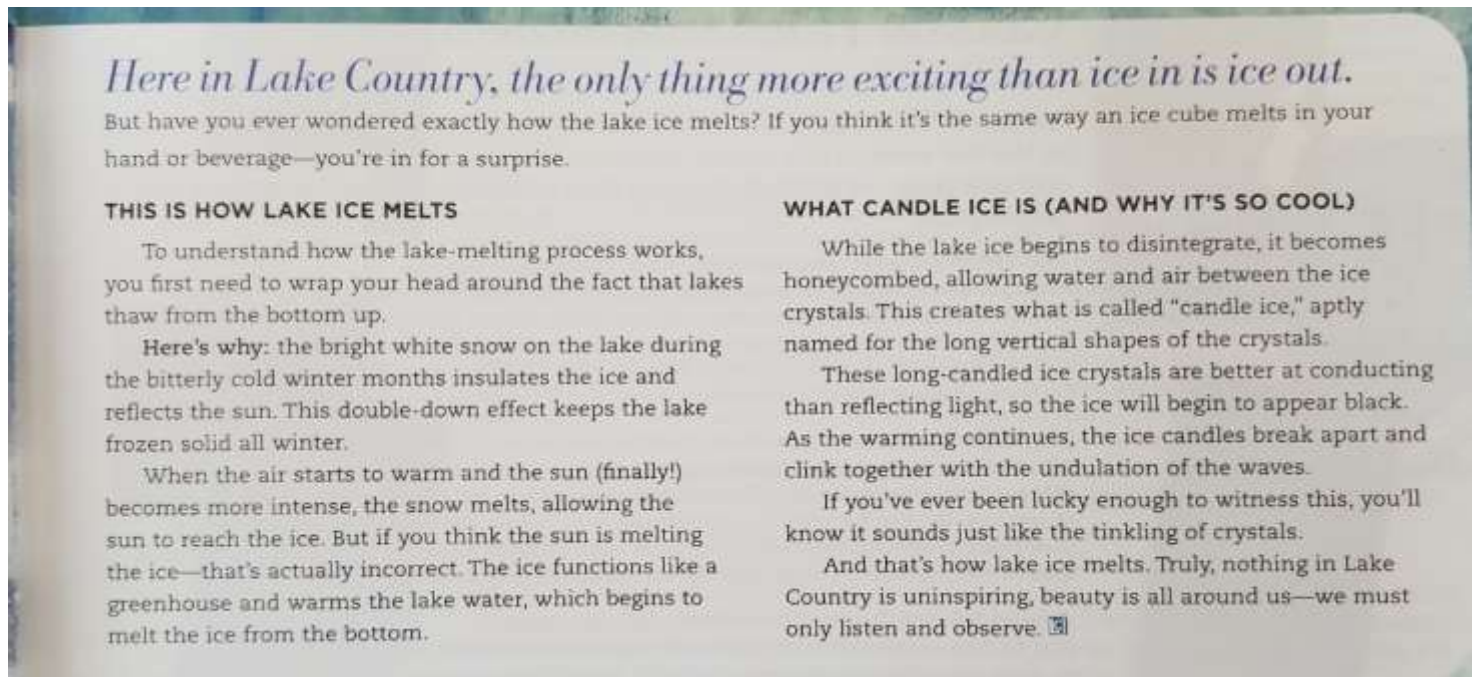 Here in Lake Country, the only thing more exciting than ice in is ice out.
But have you ever wondered exactly how the lake ice melts? If you think it's the same way an ice cube melts in your
hand or beverage—you're in for a surprise.
THIS IS HOW LAKE ICE MELTS
To understand how the lake-melting process works,
you first need to wrap your head around the fact that lakes
thaw from the bottom up.
Here's why: the bright white snow on the lake during
the bitterly cold winter months insulates the ice and
reflects the sun. This double-down effect keeps the lake
frozen solid all winter.
When the air starts to warm and the sun (finally!)
becomes more intense, the snow melts, allowing the
sun to reach the ice. But if you think the sun is melting
the ice—that's actually incorrect. The ice functions like a
greenhouse and warms the lake water, which begins to
melt the ice from the bottom.
WHAT CANDLE ICE IS (AND WHY IT'S SO COOL)
While the lake ice begins to disintegrate, it becomes
honeycombed, allowing water and air between the ice
crystals. This creates what is called "candle ice," aptly
named for the long vertical shapes of the crystals.
These long-candled ice crystals are better at conducting
than reflecting light, so the ice will begin to appear black.
As the warming continues, the ice candles break apart and
clink together with the undulation of the waves.
If you've ever been lucky enough to witness this, you'll
know it sounds just like the tinkling of crystals.
And that's how lake ice melts. Truly, nothing in Lake
Country is uninspiring, beauty is all around us—we must
only listen and observe.